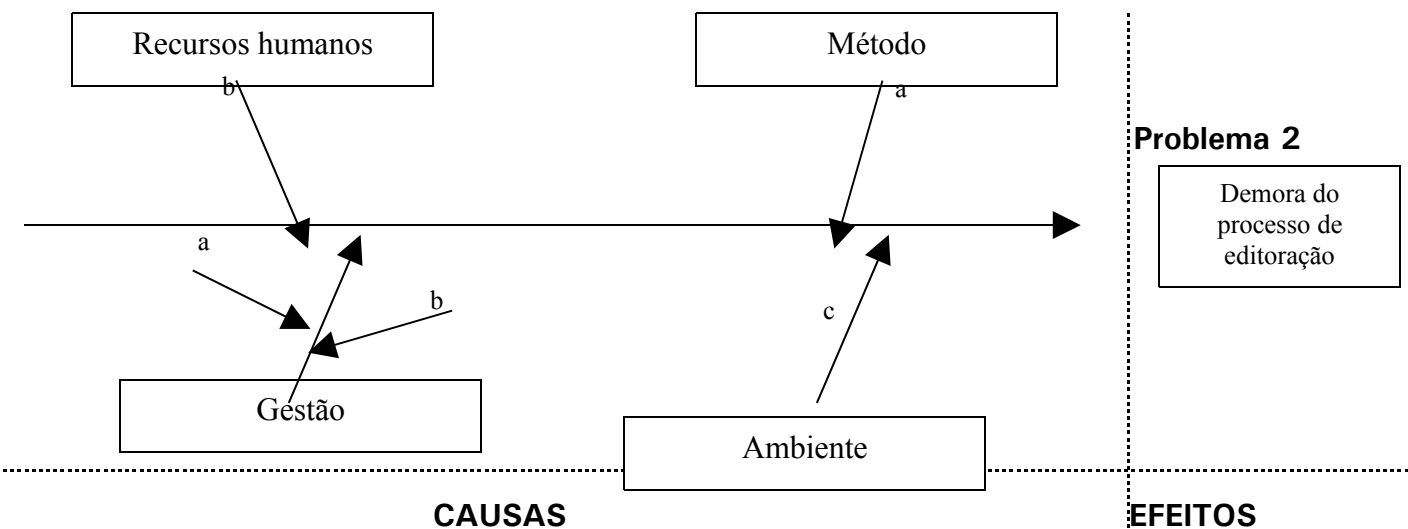 Recursos humanos
Método
b
a
Problema 2
Demora do
processo de
editoração
a
b
c
Gestão
Ambiente
CAUSAS
EFEITOS